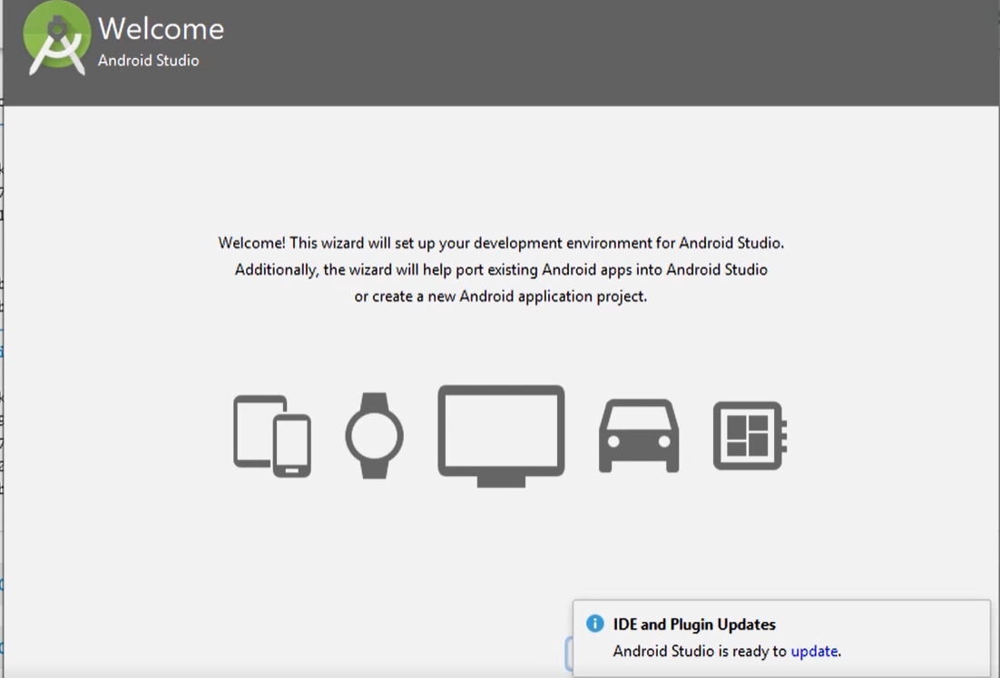 Welcome
Android Studio
Welcome! This wizard will set up your development environment for Android Studio.
Additionally, the wizard will help port existing Android apps into Android Studio
or create a new Android application project.
IDE and Plugin Updates
Android Studio is ready to update.